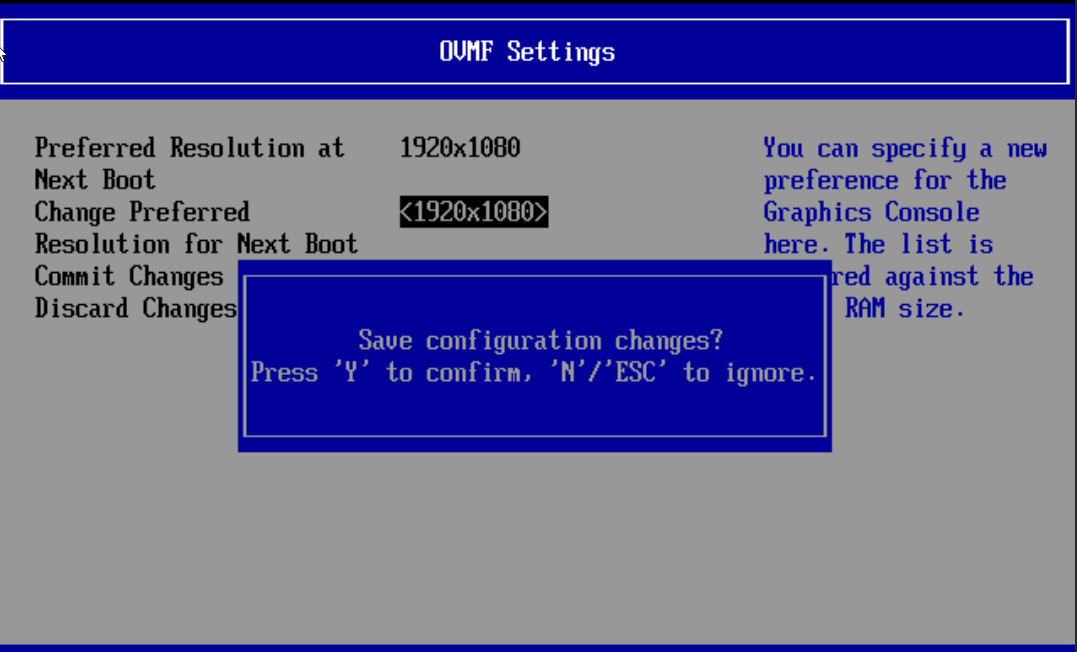 OVMF Settings
Preferred Resolution at 1920x1080
Next Boot
Change Preferred <1920x1080>
Resolution for Next Boot
Commit Changes
Discard Changes
You can specify a new
preference for the
Graphics Console
here. The list is
red against the
RAM size.
Save configuration changes?
Press 'Y' to confirm, 'N'/'ESC' to ignore.